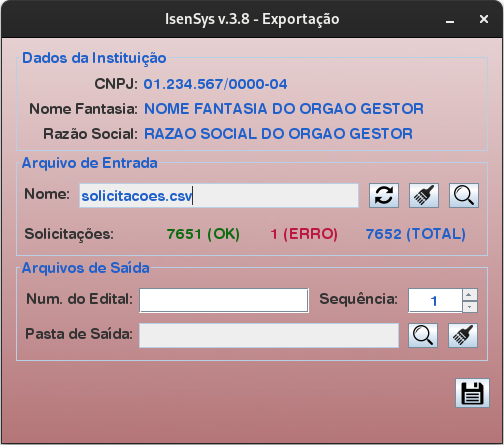 IsenSys v.3.8 - Exportação
Dados da Instituição
CNPJ: 01.234.567/0000-04
Nome Fantasia: NOME FANTASIA DO ORGAO GESTOR
Razão Social: RAZAO SOCIAL DO ORGAO GESTOR
Arquivo de Entrada
Nome: solicitacoes.csv
Solicitações: 7651 (OK) 1 (ERRO) 7652 (TOTAL)
Arquivos de Saída
Num. do Edital: Sequência: 1
Pasta de Saída: